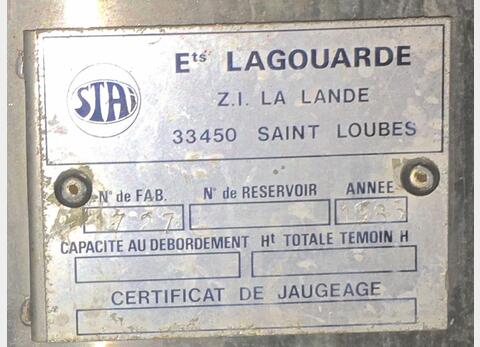 Ets LAGOUARDE
STAI
Z.I. LA LANDE
33450 SAINT LOUBES
N° de FAB. N° de RESERVOIR ANNEE
CAPACITE AU DEBORDEMENT Ht TOTALE TEMOIN H
CERTIFICAT DE JAUGEAGE